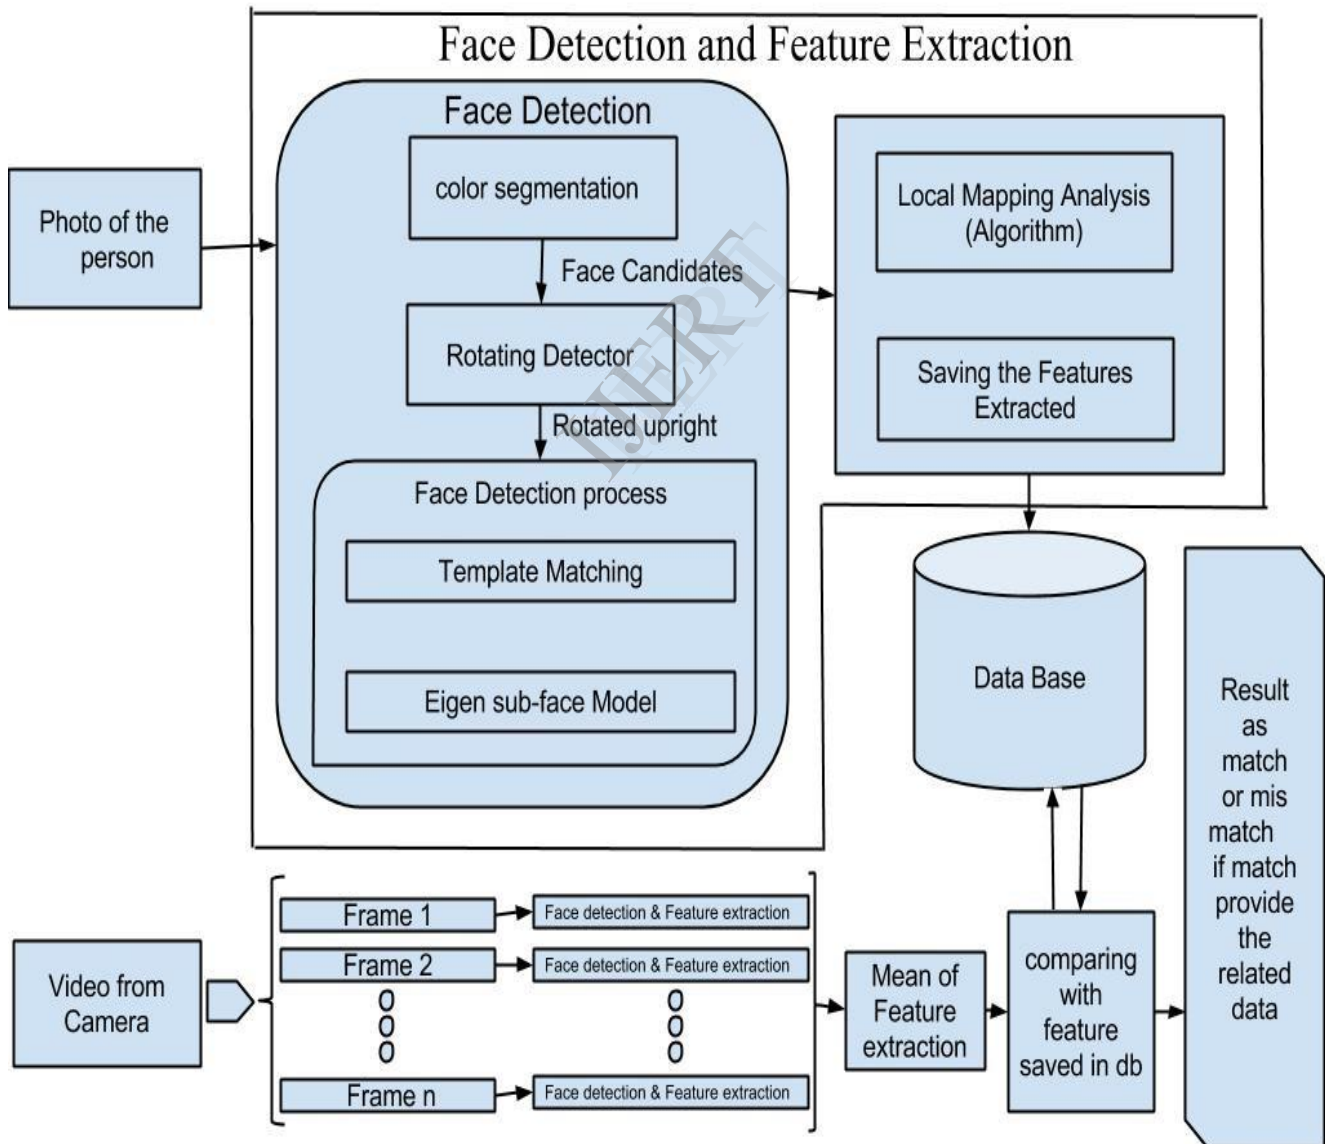 Face Detection and Feature Extraction
Face Detection
color segmentation
Face Candidates
Rotating Detector
Rotated upright
Face Detection process
Template Matching
Eigen sub-face Model
Photo of the
person
Local Mapping Analysis
(Algorithm)
Saving the Features
Extracted
IJERT
Data Base
Result
as
match
or mis
match
if match
provide
the
related
data
Video from
Camera
Frame 1
Face detection & Feature extraction
Frame 2
Face detection & Feature extraction
Frame n
Face detection & Feature extraction
Mean of
Feature
extraction
comparing
with
feature
saved in db